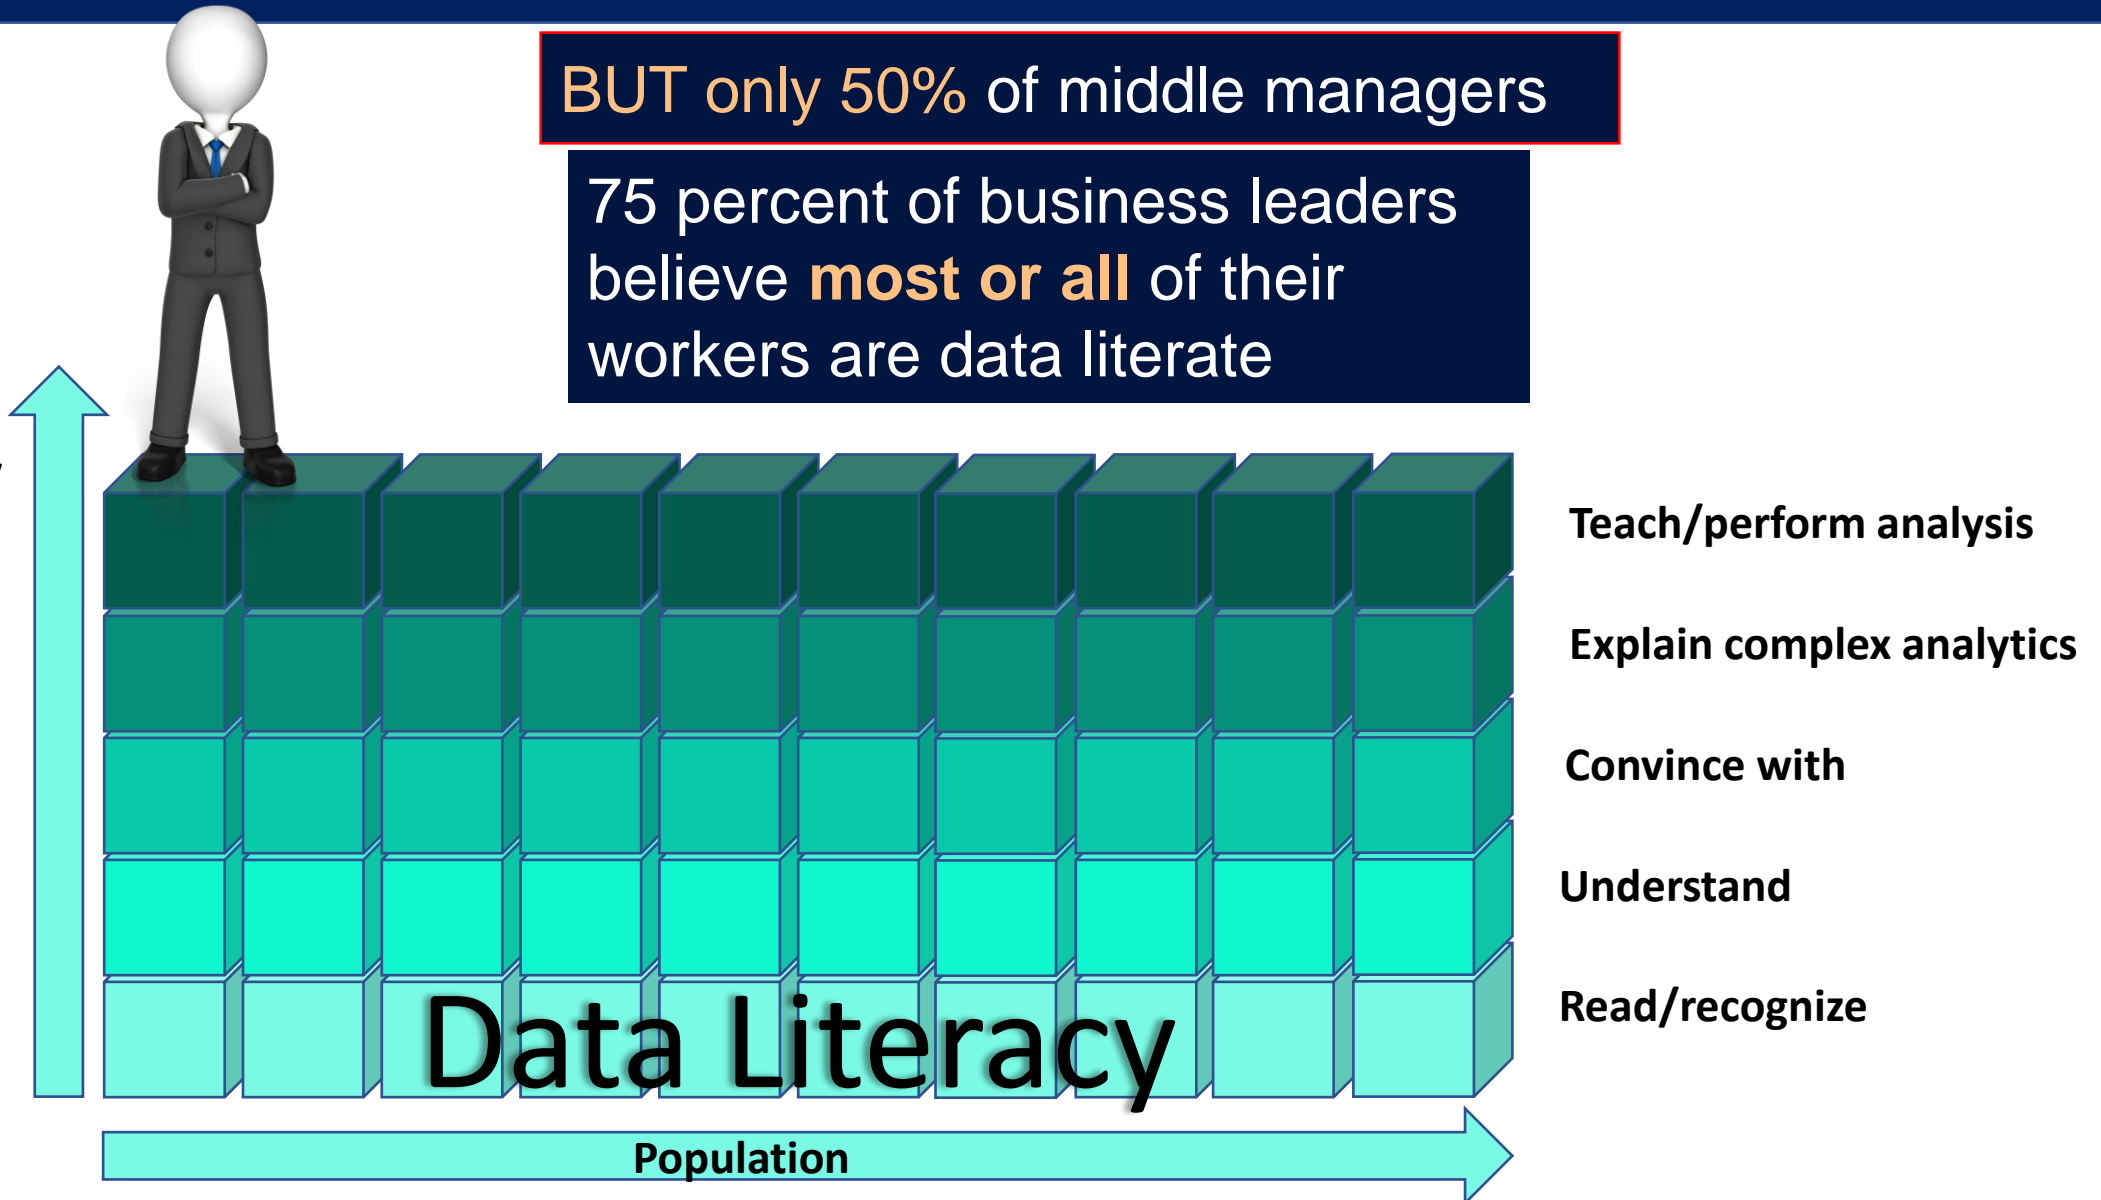 BUT only 50% of middle managers
75 percent of business leaders
believe most or all of their
workers are data literate
Teach/perform analysis
Explain complex analytics
Convince with
Understand
Read/recognize
Data Literacy
Population